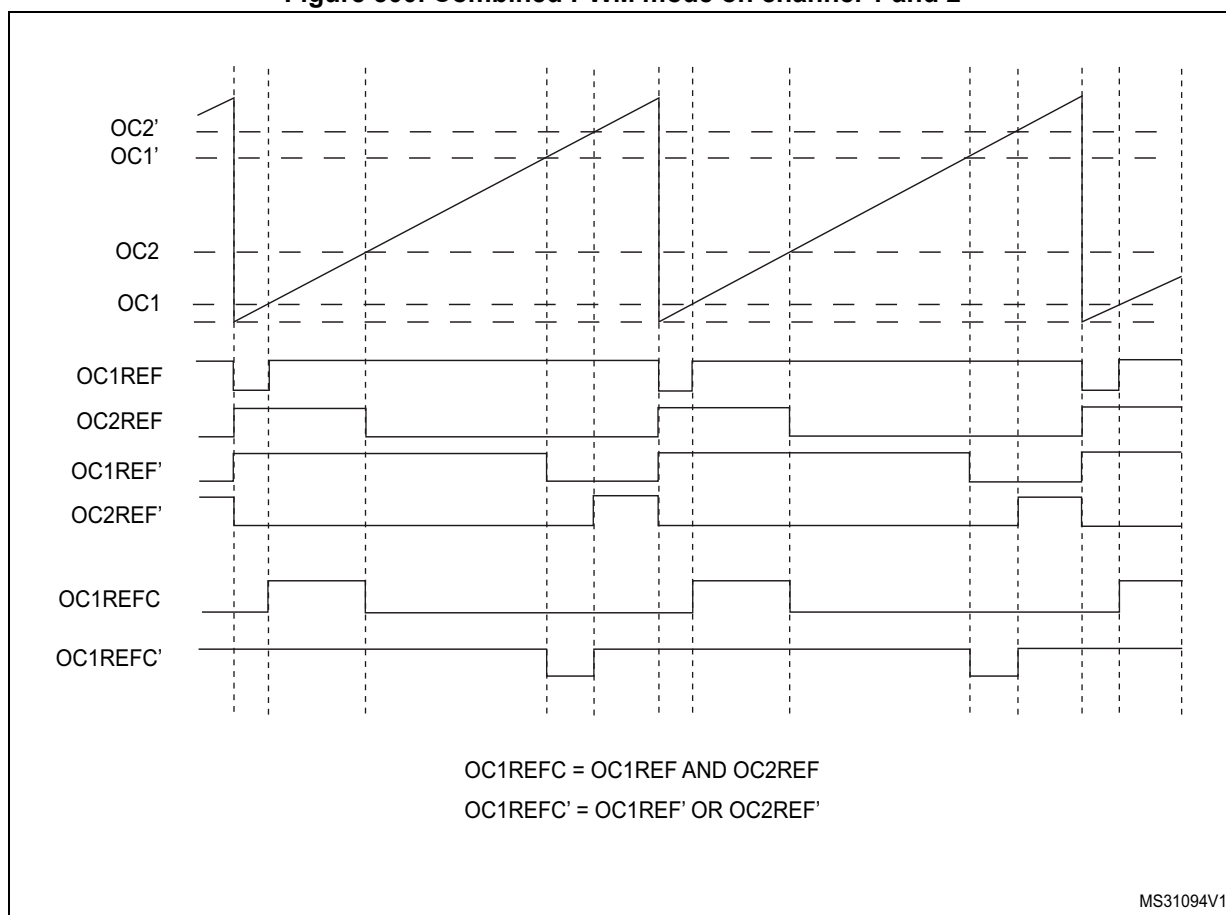 OC2’
OC1’
OC2
OC1
OC1REF
OC2REF
OC1REF’
OC2REF’
OC1REFC
OC1REFC’
OC1REFC = OC1REF AND OC2REF
OC1REFC’ = OC1REF’ OR OC2REF’
MS31094V1